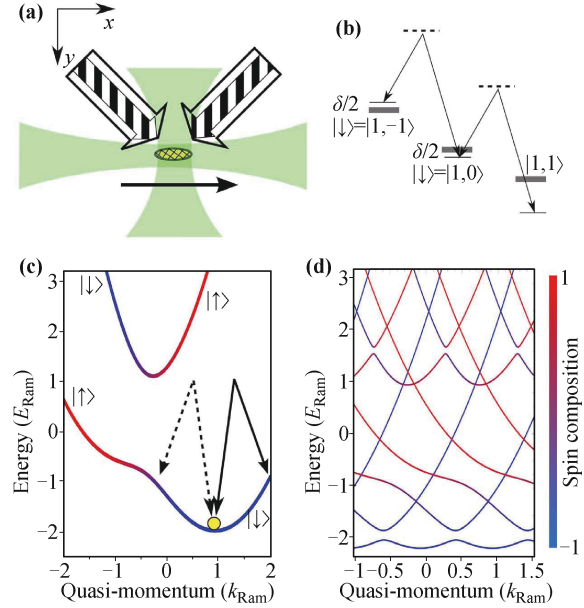 (a)
x
y
(b)
δ/2
|↓⟩=|1,−1⟩
δ/2
|↓⟩=|1,0⟩
|1,1⟩
(c)
3
2
1
0
−1
−2
Energy (E_Ram)
|↓⟩
|↑⟩
|↑⟩
|↓⟩
−2
−1
0
1
2
Quasi-momentum (k_Ram)
(d)
3
2
1
0
−1
−2
Energy (E_Ram)
−1
−0.5
0
0.5
1
1.5
Quasi-momentum (k_Ram)
1
−1
Spin composition